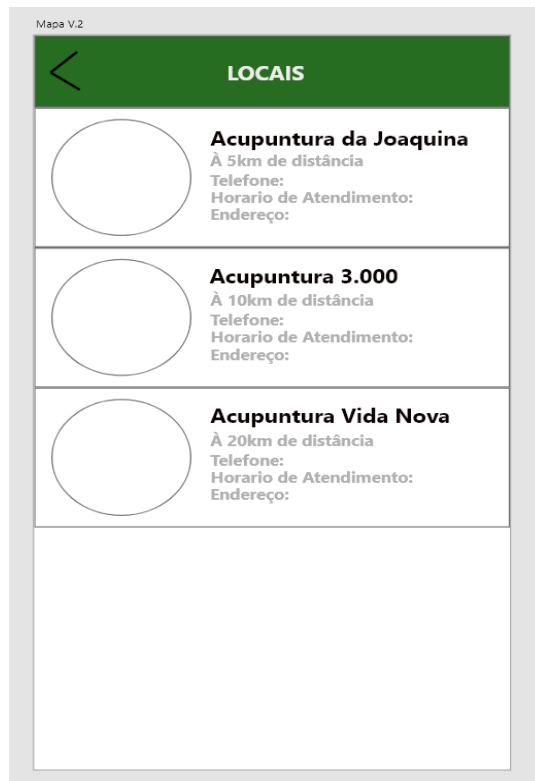 Mapa V.2
LOCAIS
Acupuntura da Joaquina
À 5km de distância
Telefone:
Horario de Atendimento:
Endereço:
Acupuntura 3.000
À 10km de distância
Telefone:
Horario de Atendimento:
Endereço:
Acupuntura Vida Nova
À 20km de distância
Telefone:
Horario de Atendimento:
Endereço: